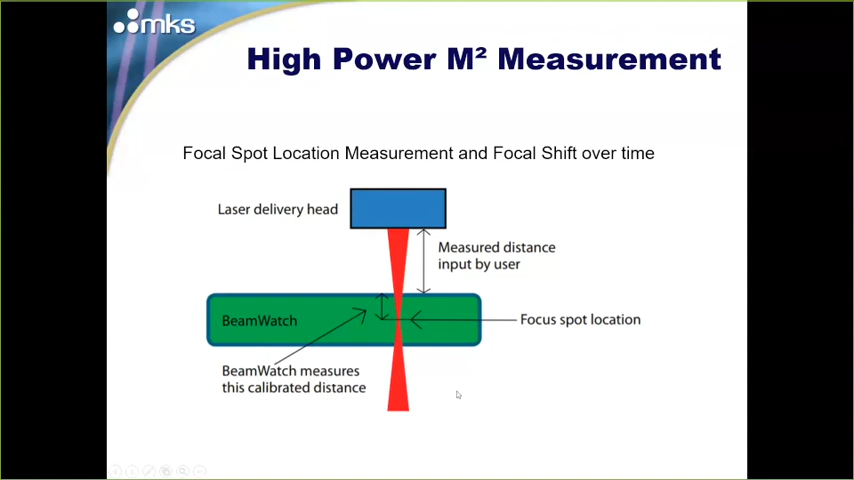 mks
High Power M² Measurement
Focal Spot Location Measurement and Focal Shift over time
Laser delivery head
Measured distance
input by user
BeamWatch
Focus spot location
BeamWatch measures
this calibrated distance